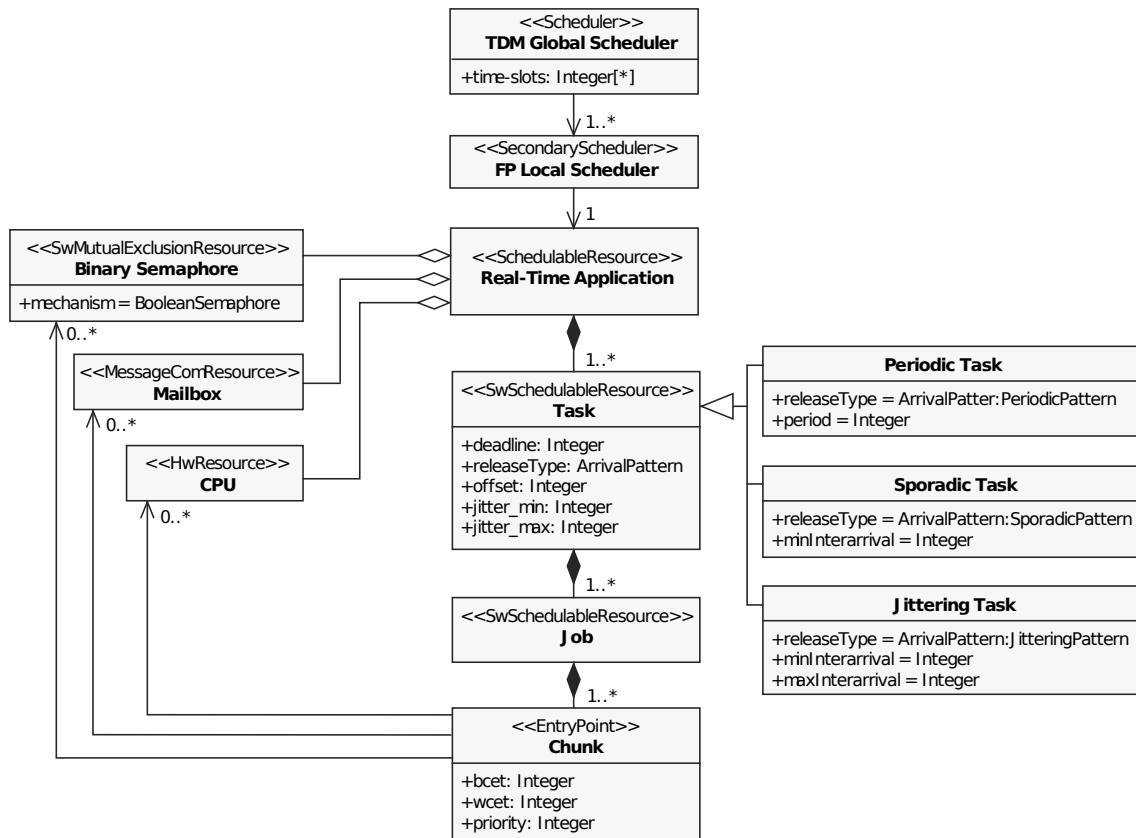 <<Scheduler>>
TDM Global Scheduler
+time-slots: Integer[*]
1..*
<<SecondaryScheduler>>
FP Local Scheduler
1
<<SwMutualExclusionResource>>
Binary Semaphore
+mechanism = BooleanSemaphore
0..*
<<SchedulableResource>>
Real-Time Application
1..*
<<MessageComResource>>
Mailbox
0..*
<<HwResource>>
CPU
0..*
<<SwSchedulableResource>>
Task
+deadline: Integer
+releaseType: ArrivalPattern
+offset: Integer
+jitter_min: Integer
+jitter_max: Integer
1..*
Periodic Task
+releaseType = ArrivalPatter:PeriodicPattern
+period = Integer
Sporadic Task
+releaseType = ArrivalPattern:SporadicPattern
+minInterarrival = Integer
Jittering Task
+releaseType = ArrivalPattern:JitteringPattern
+minInterarrival = Integer
+maxInterarrival = Integer
<<SwSchedulableResource>>
Job
1..*
<<EntryPoint>>
Chunk
+bcet: Integer
+wcet: Integer
+priority: Integer